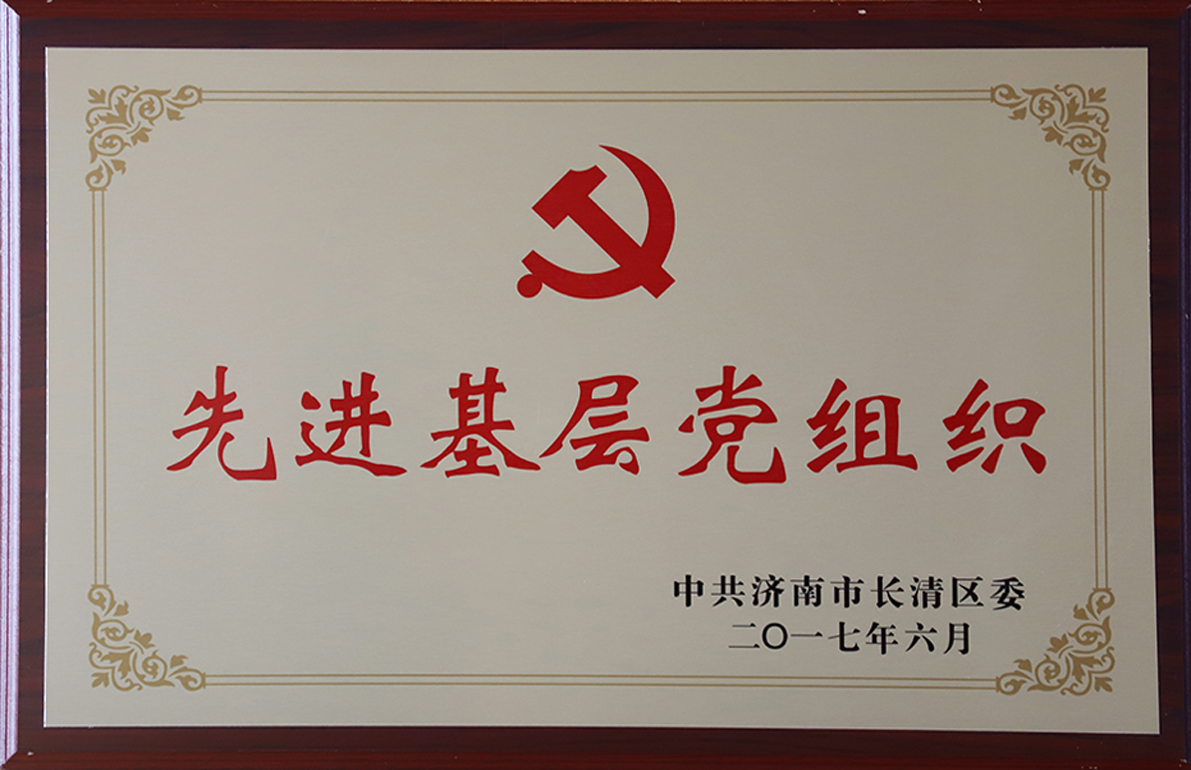 先进基层党组织
中共济南市长清区委
二〇一七年六月